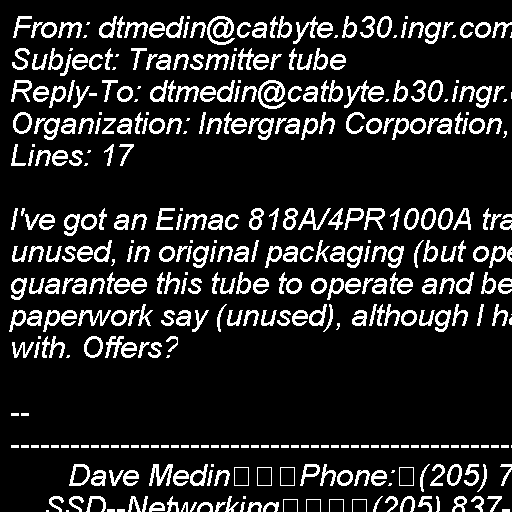 From: dtmedin@catbyte.b30.ingr.com
Subject: Transmitter tube
Reply-To: dtmedin@catbyte.b30.ingr.
Organization: Intergraph Corporation,
Lines: 17

I've got an Eimac 818A/4PR1000A tra
unused, in original packaging (but ope
guarantee this tube to operate and be
paperwork say (unused), although I ha
with. Offers?

--
-------------------------------------------------------
Dave Medin□□□Phone:□(205) 7
SSD--Networking□□□□(205) 837-